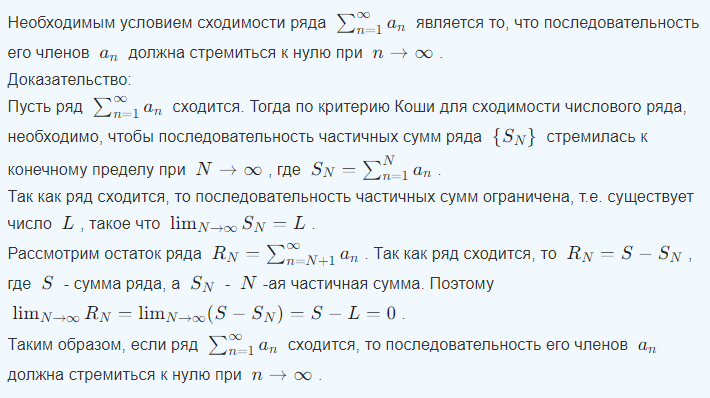 Необходимым условием сходимости ряда $\sum_{n=1}^{\infty} a_n$ является то, что последовательность
его членов $a_n$ должна стремиться к нулю при $n \to \infty$ .
Доказательство:
Пусть ряд $\sum_{n=1}^{\infty} a_n$ сходится. Тогда по критерию Коши для сходимости числового ряда,
необходимо, чтобы последовательность частичных сумм ряда $\{S_N\}$ стремилась к
конечному пределу при $N \to \infty$ , где $S_N = \sum_{n=1}^{N} a_n$ .
Так как ряд сходится, то последовательность частичных сумм ограничена, т.е. существует
число $L$ , такое что $\lim_{N \to \infty} S_N = L$ .
Рассмотрим остаток ряда $R_N = \sum_{n=N+1}^{\infty} a_n$ . Так как ряд сходится, то $R_N = S - S_N$ ,
где $S$ - сумма ряда, а $S_N$ - $N$ -ая частичная сумма. Поэтому
$\lim_{N \to \infty} R_N = \lim_{N \to \infty} (S - S_N) = S - L = 0$ .
Таким образом, если ряд $\sum_{n=1}^{\infty} a_n$ сходится, то последовательность его членов $a_n$
должна стремиться к нулю при $n \to \infty$ .